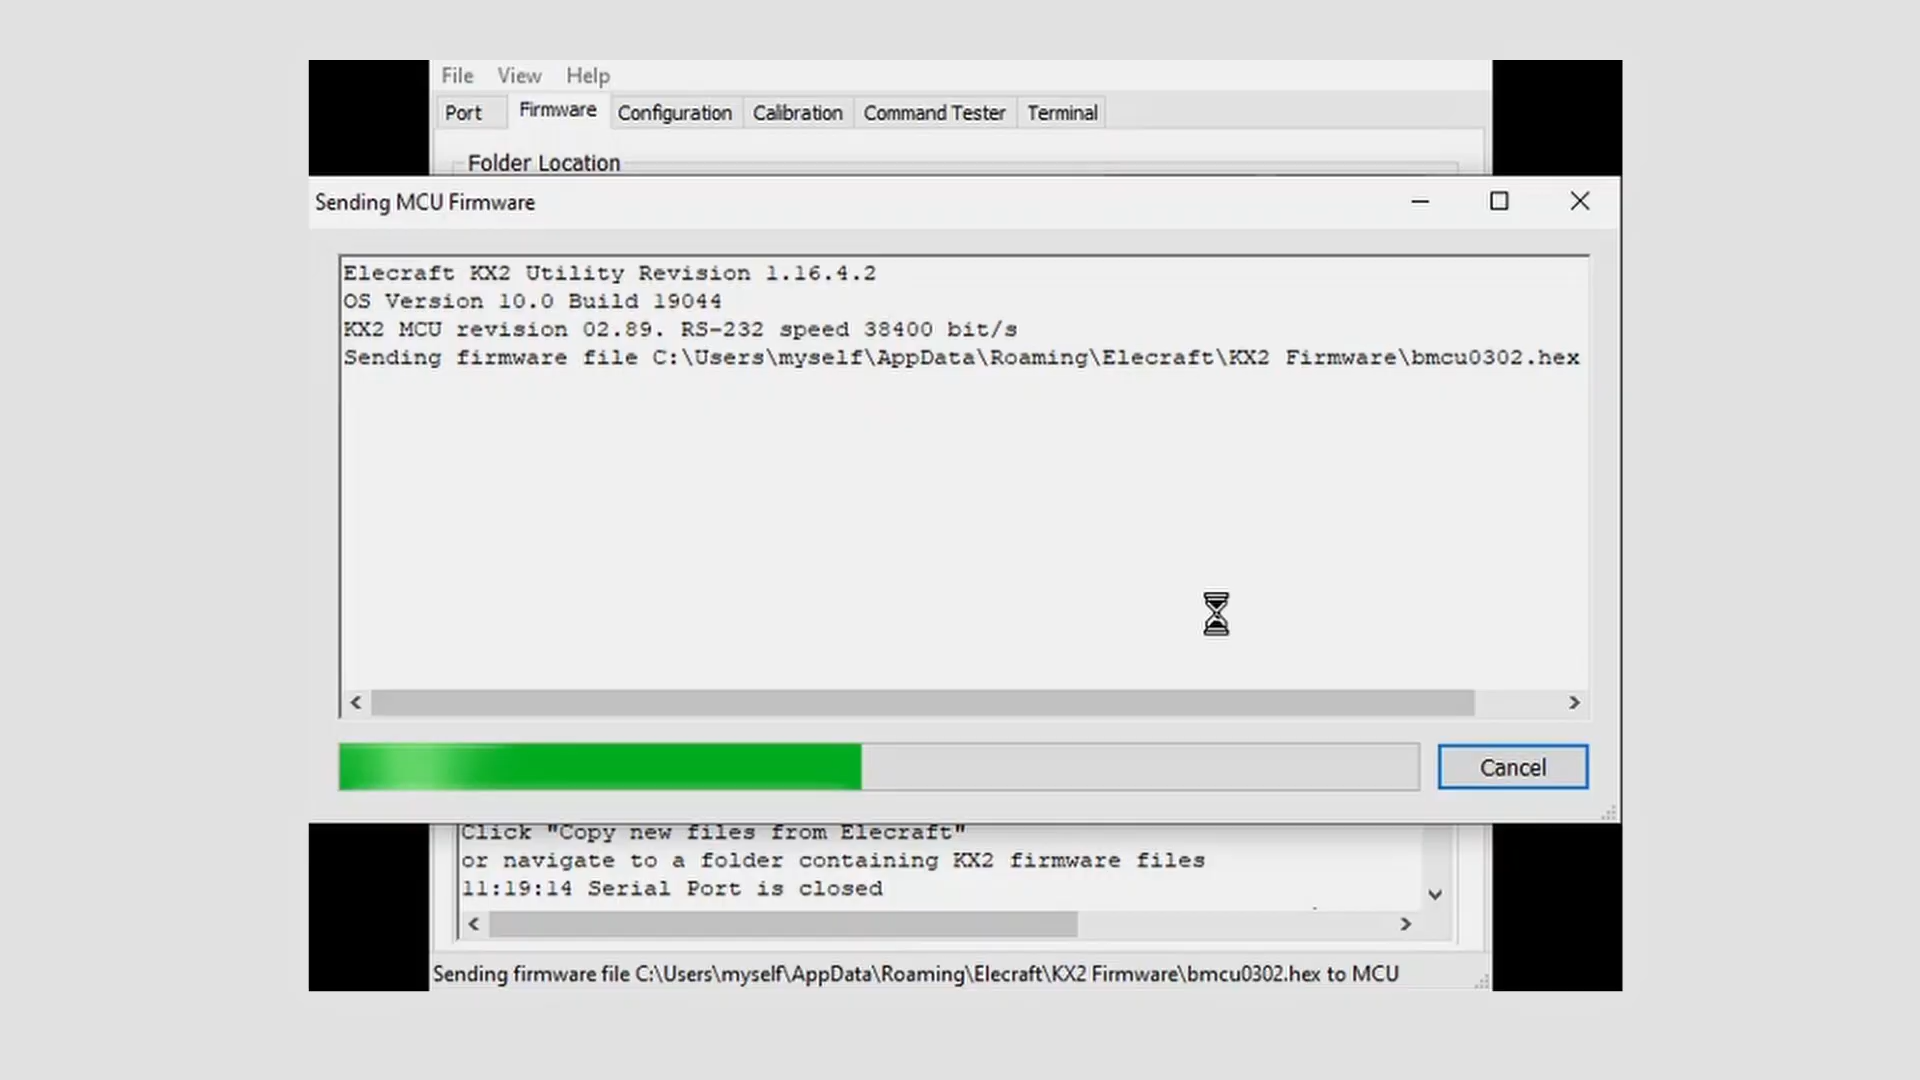 File View Help
Port Firmware Configuration Calibration Command Tester Terminal
Folder Location
Sending MCU Firmware
Elecraft KX2 Utility Revision 1.16.4.2
OS Version 10.0 Build 19044
KX2 MCU revision 02.89. RS-232 speed 38400 bit/s
Sending firmware file C:\Users\myself\AppData\Roaming\Elecraft\KX2 Firmware\bmcu0302.hex
Cancel
Click "Copy new files from Elecraft"
or navigate to a folder containing KX2 firmware files
11:19:14 Serial Port is closed
Sending firmware file C:\Users\myself\AppData\Roaming\Elecraft\KX2 Firmware\bmcu0302.hex to MCU